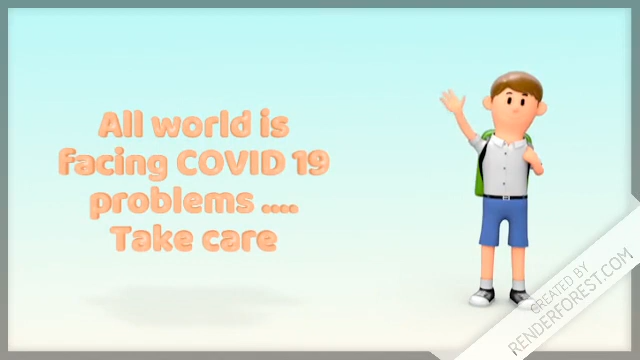 All world is
facing COVID 19
problems ....
Take care
CREATED BY
RENDERFOREST.COM